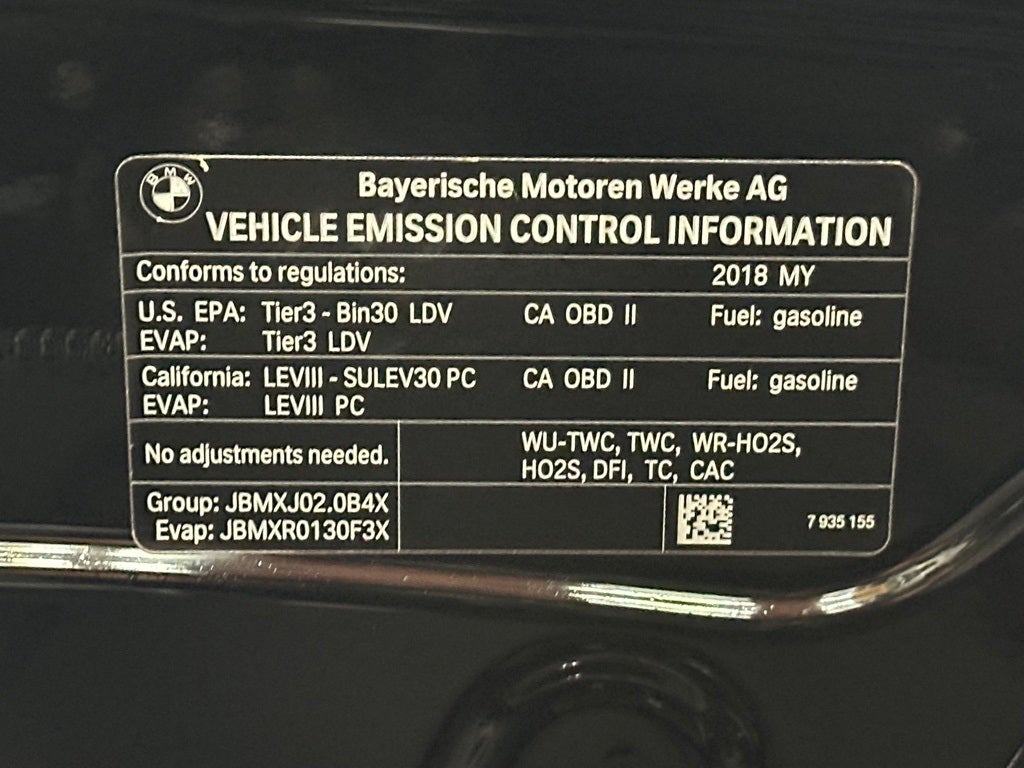 BMW
Bayerische Motoren Werke AG
VEHICLE EMISSION CONTROL INFORMATION
Conforms to regulations: 2018 MY
U.S. EPA: Tier3 - Bin30 LDV CA OBD II Fuel: gasoline
EVAP: Tier3 LDV
California: LEVIII - SULEV30 PC CA OBD II Fuel: gasoline
EVAP: LEVIII PC
No adjustments needed.
WU-TWC, TWC, WR-HO2S,
HO2S, DFI, TC, CAC
Group: JBMXJ02.0B4X
Evap: JBMXR0130F3X
7 935 155